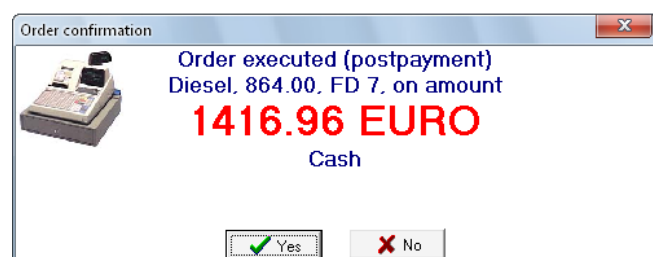 Order confirmation
Order executed (postpayment)
Diesel, 864.00, FD 7, on amount
1416.96 EURO
Cash
Yes No